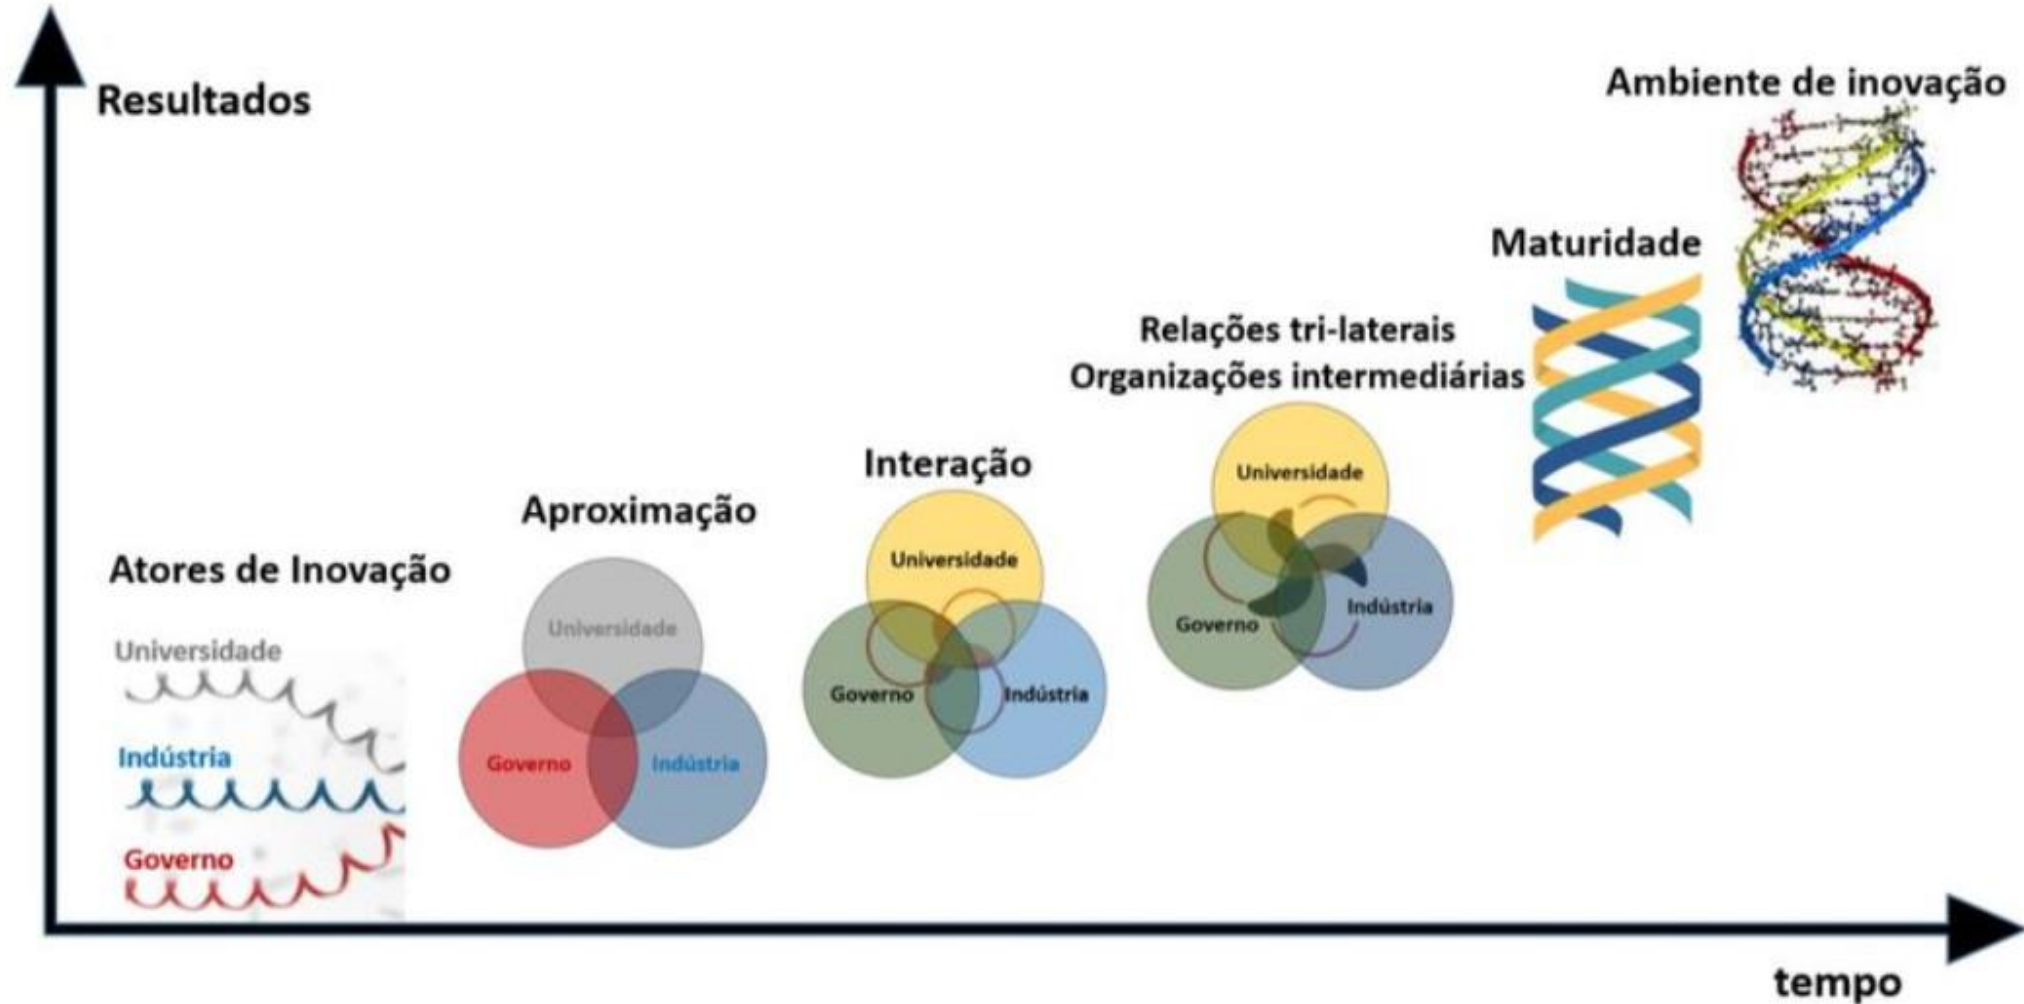 Resultados
Ambiente de inovação
Maturidade
Relações tri-laterais
Organizações intermediárias
Universidade
Governo
Indústria
Interação
Universidade
Governo
Indústria
Aproximação
Universidade
Governo
Indústria
Atores de Inovação
Universidade
Indústria
Governo
tempo